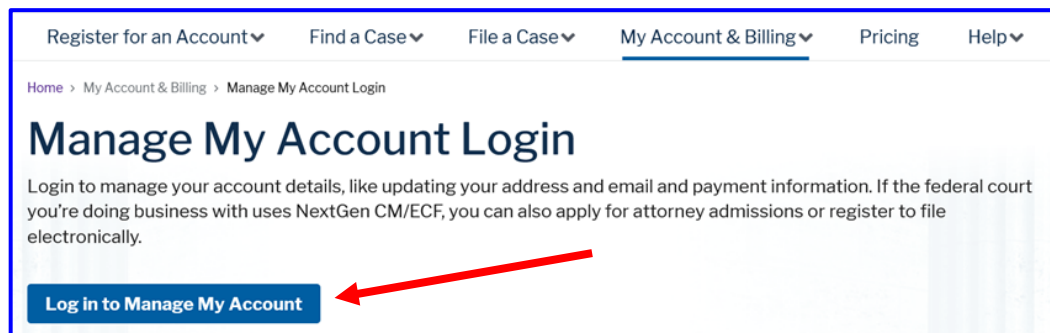 Register for an Account Find a Case File a Case My Account & Billing Pricing Help
Home > My Account & Billing > Manage My Account Login
Manage My Account Login
Login to manage your account details, like updating your address and email and payment information. If the federal court
you're doing business with uses NextGen CM/ECF, you can also apply for attorney admissions or register to file
electronically.
Log in to Manage My Account